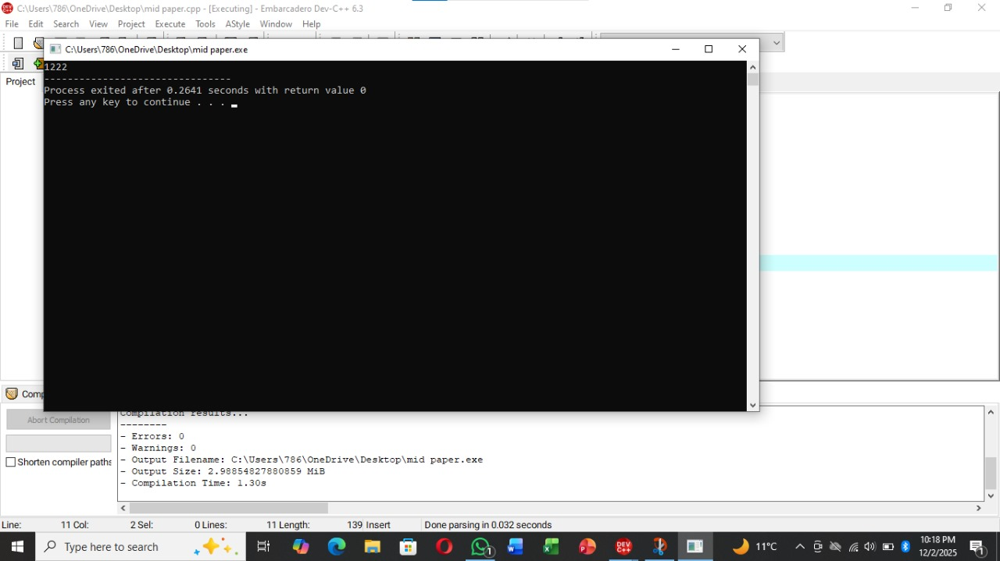 C:\Users\786\OneDrive\Desktop\mid paper.cpp - [Executing] - Embarcadero Dev-C++ 6.3
File Edit Search View Project Execute Tools AStyle Window Help
C:\Users\786\OneDrive\Desktop\mid paper.exe
1222
--------------------------------
Process exited after 0.2641 seconds with return value 0
Press any key to continue . . .
Project
Compilation results...
--------
- Errors: 0
- Warnings: 0
- Output Filename: C:\Users\786\OneDrive\Desktop\mid paper.exe
- Output Size: 2.98854827880859 MiB
- Compilation Time: 1.30s
Abort Compilation
Shorten compiler paths
Line: 11 Col: 2 Sel: 0 Lines: 11 Length: 139 Insert Done parsing in 0.032 seconds
Type here to search
DEV C++
11°C
10:18 PM
12/2/2025